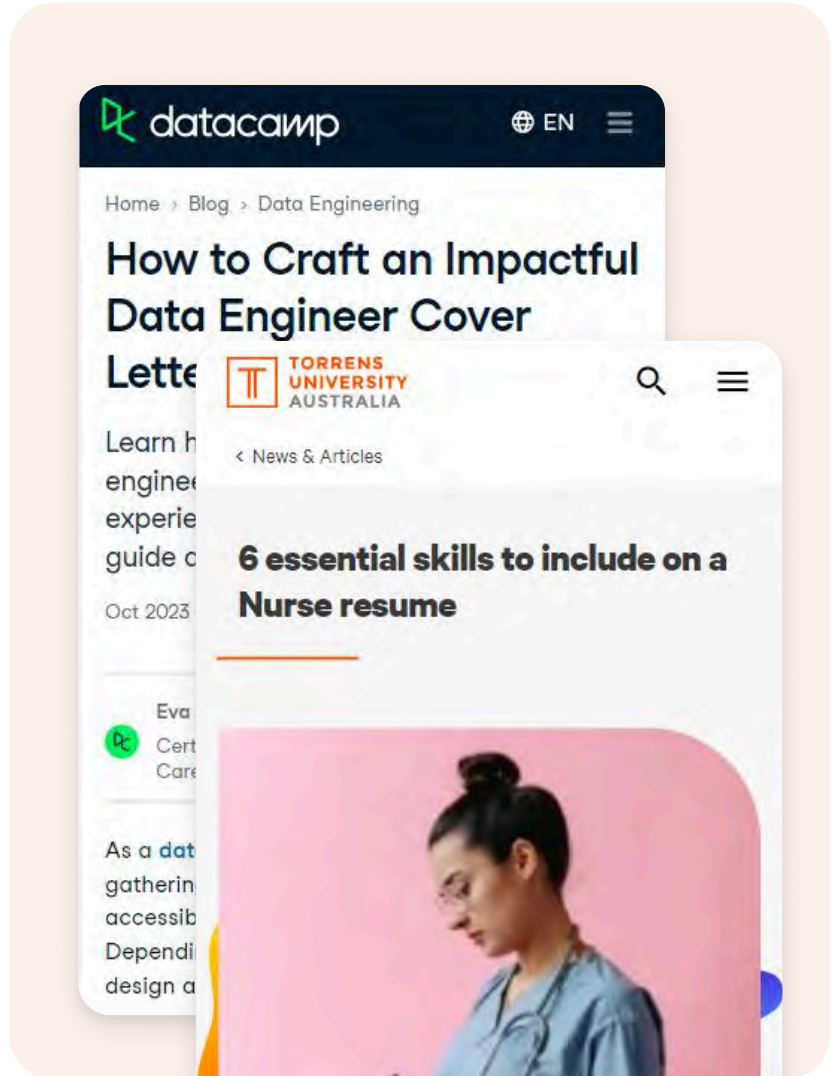 datacamp
EN
Home › Blog › Data Engineering
How to Craft an Impactful
Data Engineer Cover
Lette
Learn h
engine
experie
guide
Oct 2023
Eva
Cert
Care
As a dat
gatherin
accessib
Dependi
design a
TORRENS
UNIVERSITY
AUSTRALIA
‹ News & Articles
6 essential skills to include on a
Nurse resume